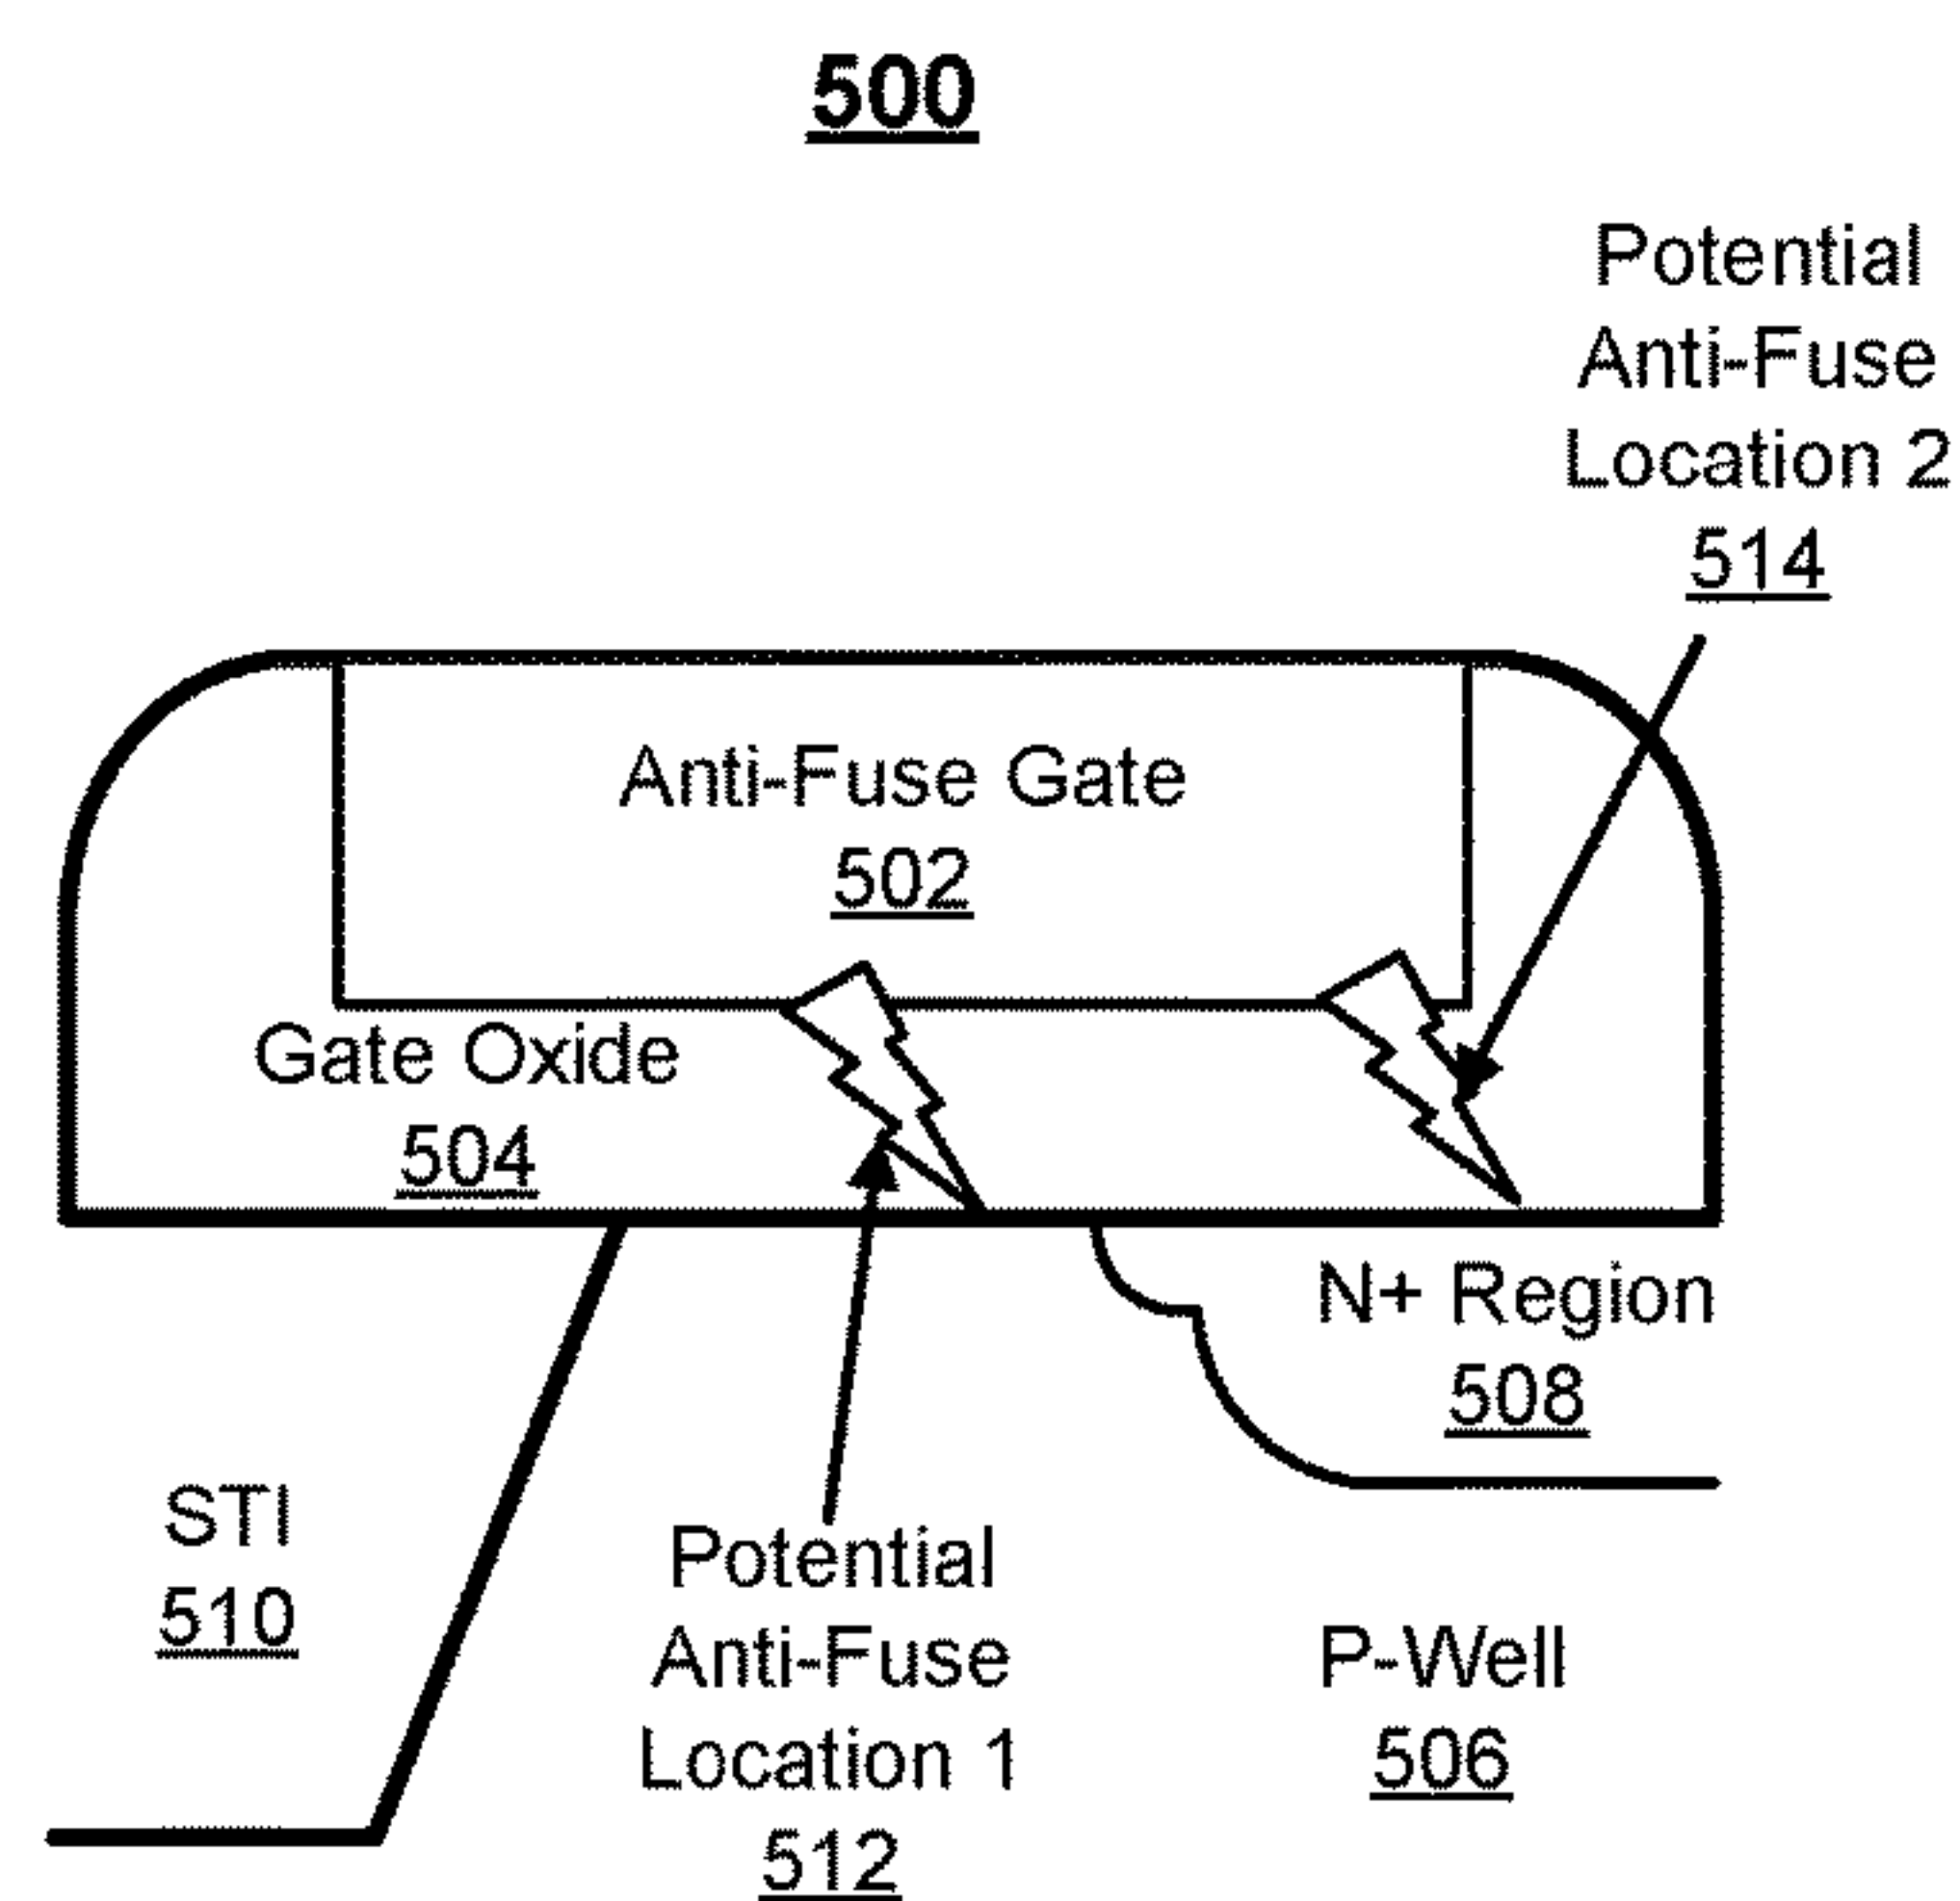 500
Potential
Anti-Fuse
Location 2
514
Anti-Fuse Gate
502
Gate Oxide
504
N+ Region
508
STI
510
Potential
Anti-Fuse
Location 1
512
P-Well
506